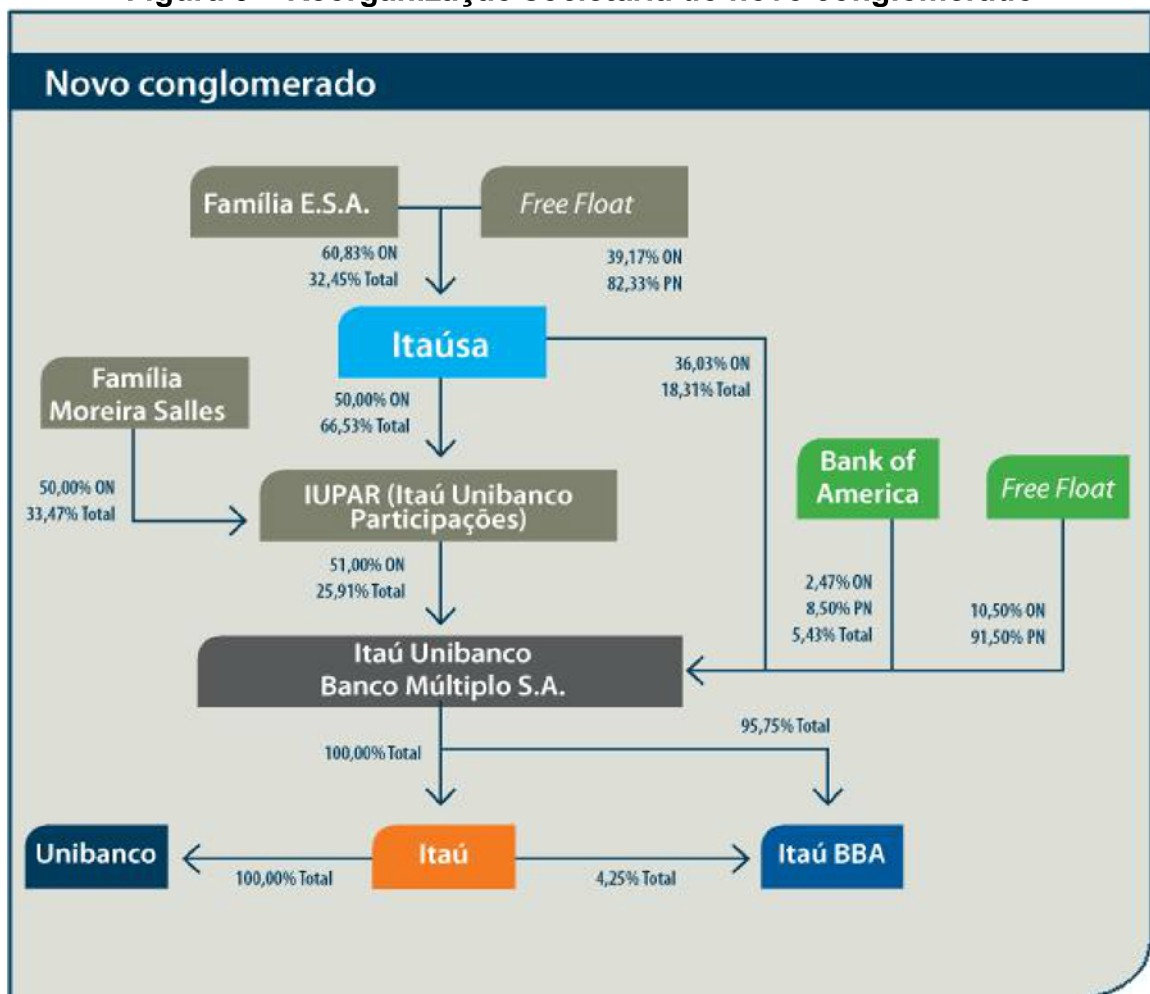 Novo conglomerado
Família E.S.A.
Free Float
60,83% ON
32,45% Total
39,17% ON
82,33% PN
Itaúsa
36,03% ON
18,31% Total
Família
Moreira Salles
50,00% ON
66,53% Total
50,00% ON
33,47% Total
IUPAR (Itaú Unibanco
Participações)
Bank of
America
Free Float
51,00% ON
25,91% Total
2,47% ON
8,50% PN
5,43% Total
10,50% ON
91,50% PN
Itaú Unibanco
Banco Múltiplo S.A.
95,75% Total
100,00% Total
Unibanco
Itaú
Itaú BBA
100,00% Total
4,25% Total